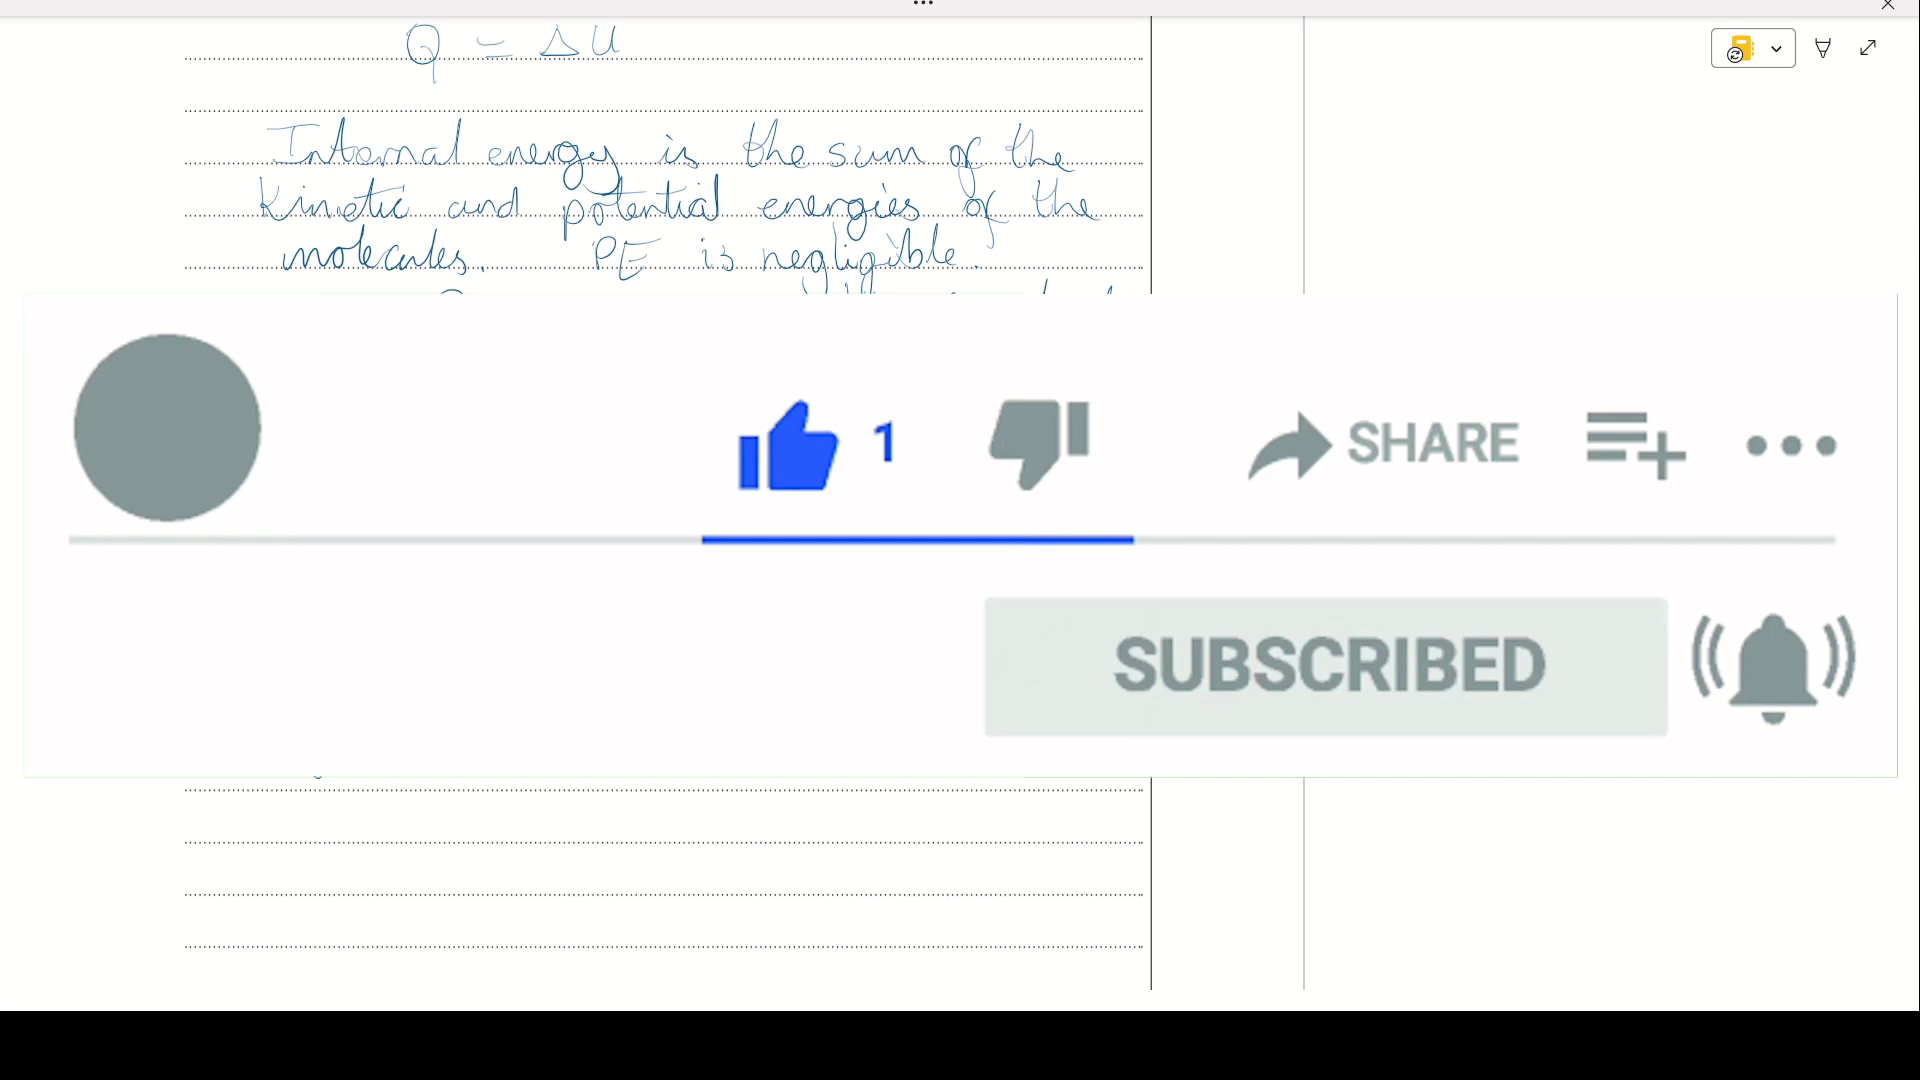 Q = ΔU
Internal energy is the sum of the
kinetic and potential energies of the
molecules. PE is negligible.
1
SHARE
SUBSCRIBED